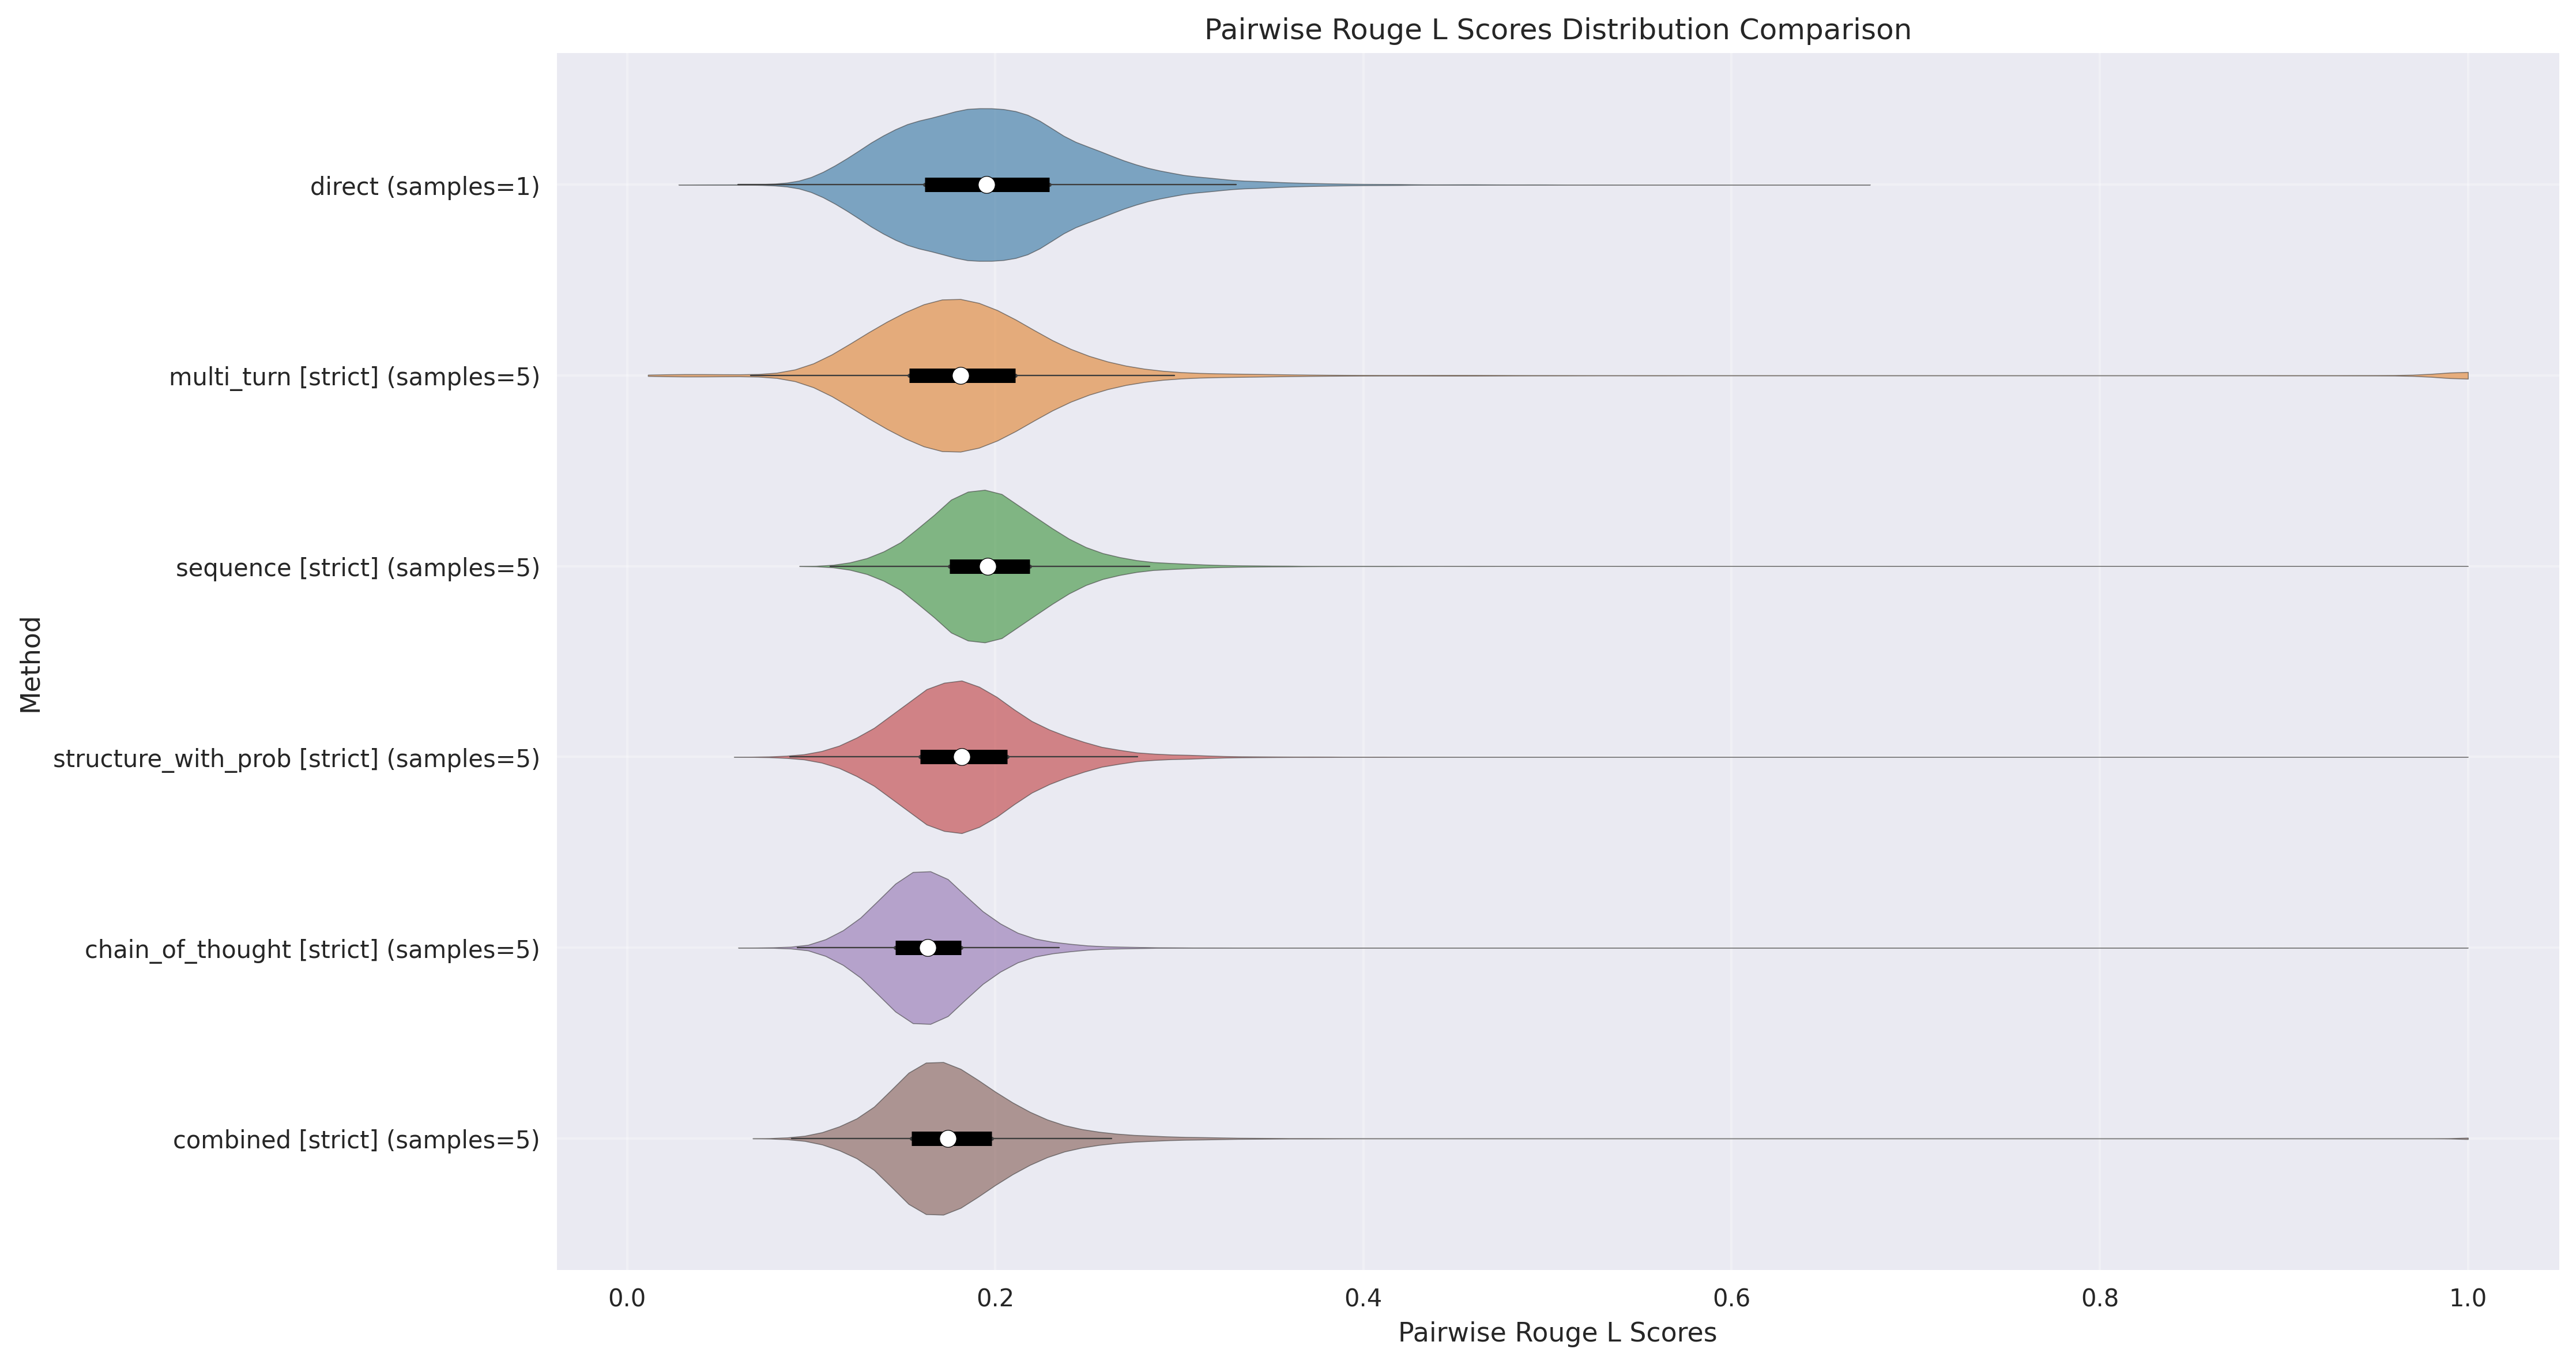 Pairwise Rouge L Scores Distribution Comparison
Method
direct (samples=1)
multi_turn [strict] (samples=5)
sequence [strict] (samples=5)
structure_with_prob [strict] (samples=5)
chain_of_thought [strict] (samples=5)
combined [strict] (samples=5)
0.0 0.2 0.4 0.6 0.8 1.0
Pairwise Rouge L Scores